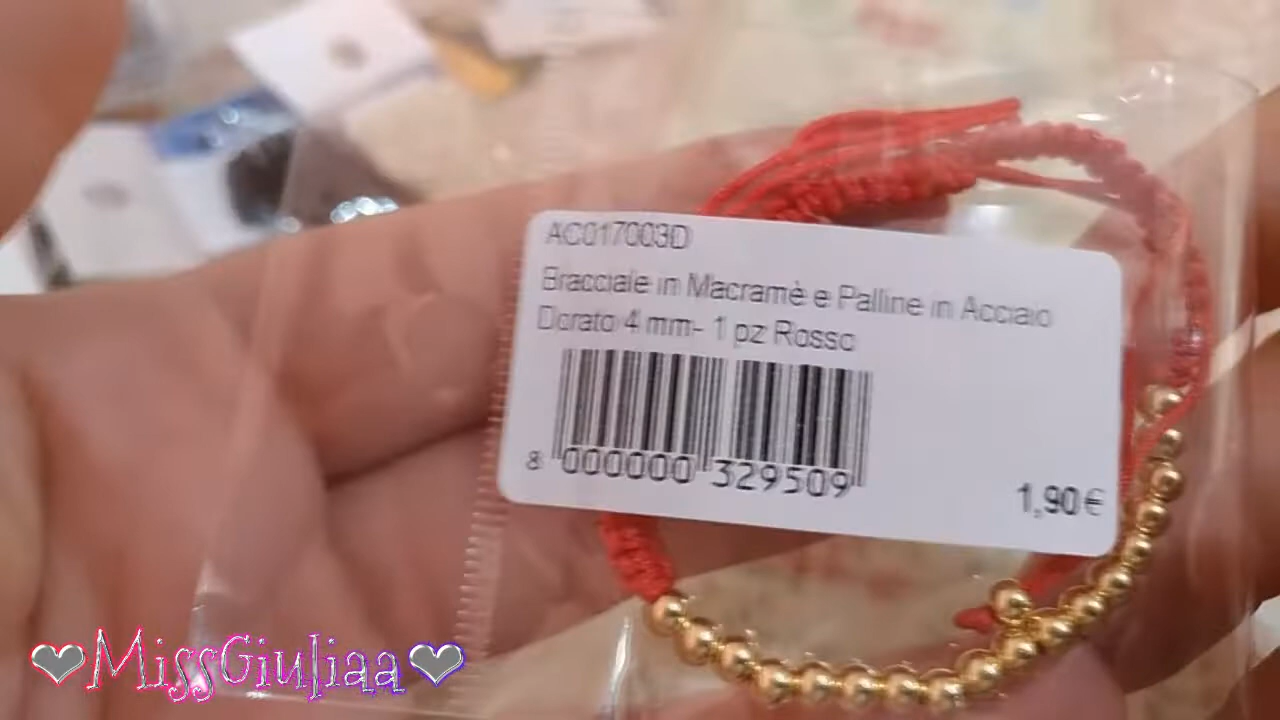 AC017003D
Bracciale in Macramè e Palline in Acciaio
Dorato 4 mm- 1 pz Rosso
8 000000 329509
1,90€
❤MissGiuliaa❤